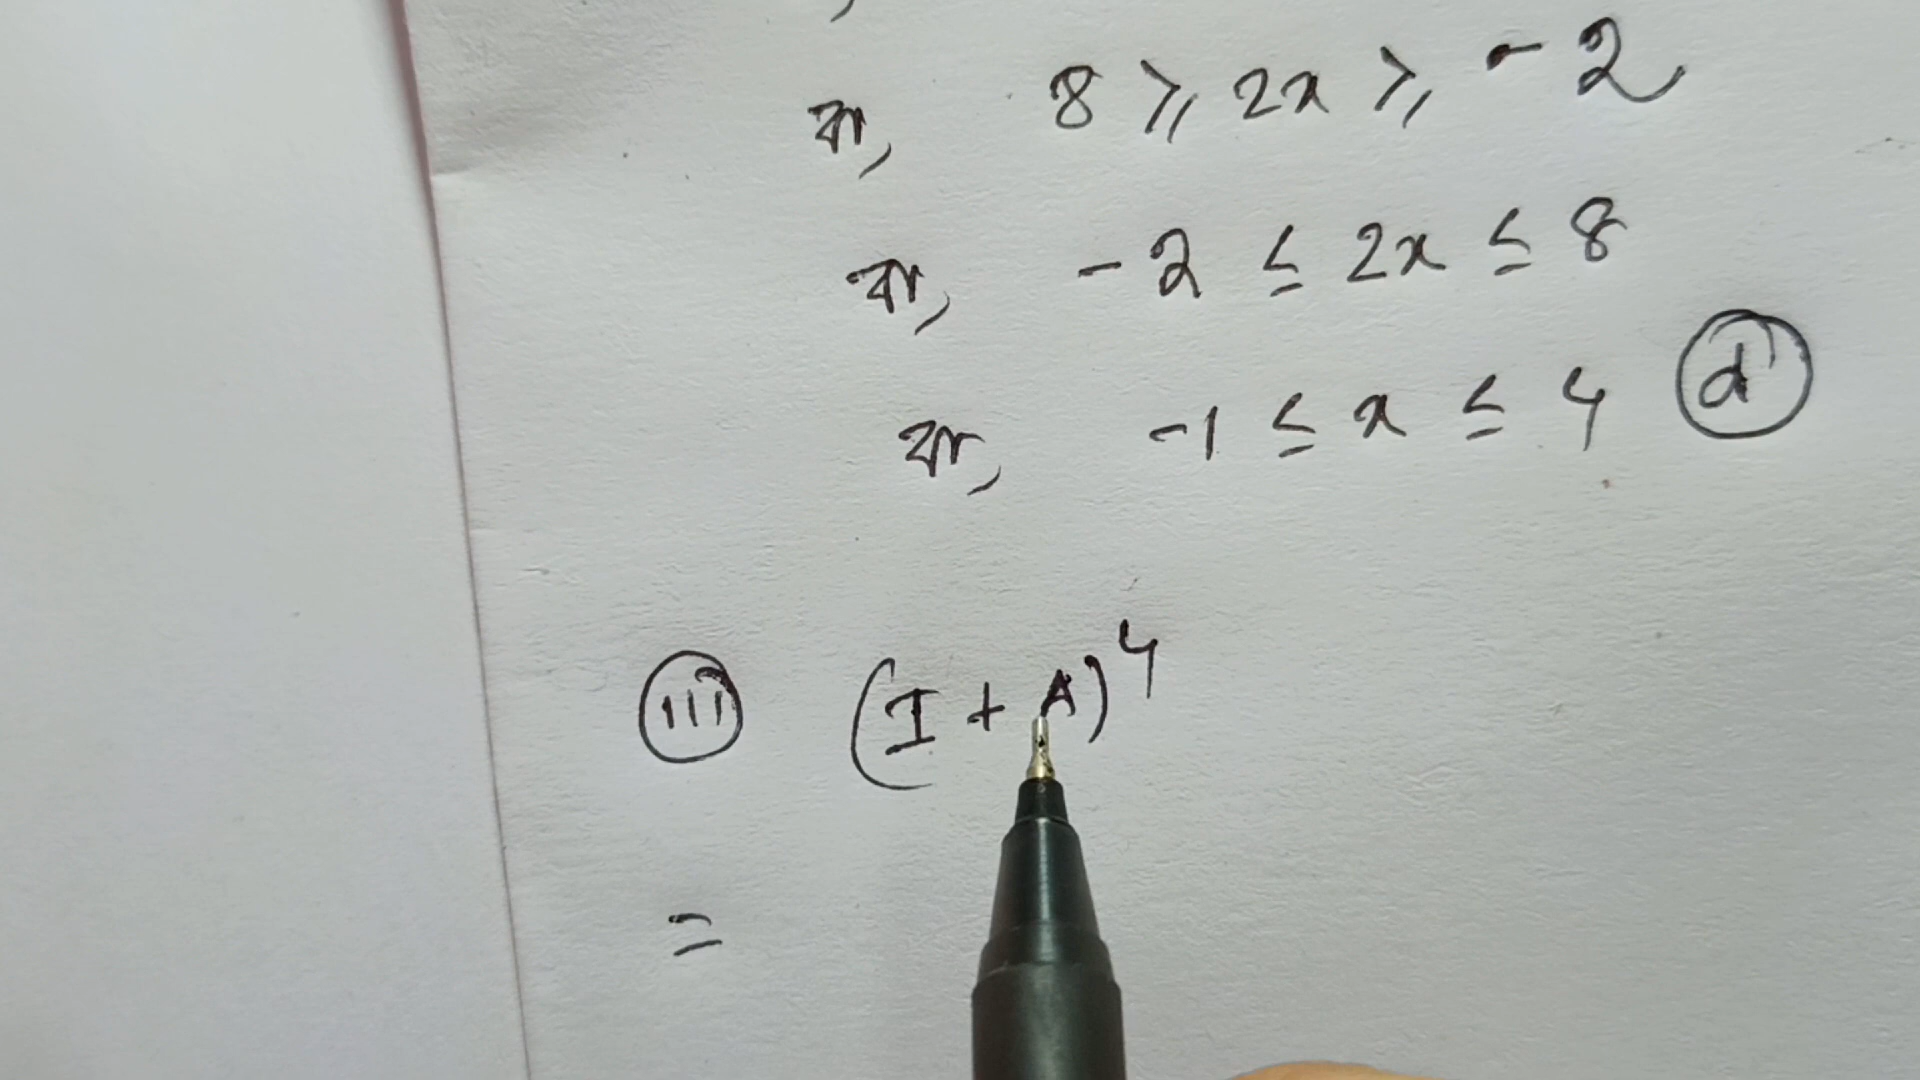 বা, 8 ⩾ 2x ⩾ -2
বা, -2 ≤ 2x ≤ 8
বা, -1 ≤ x ≤ 4 (d)
(iii) (I + A)⁴
=